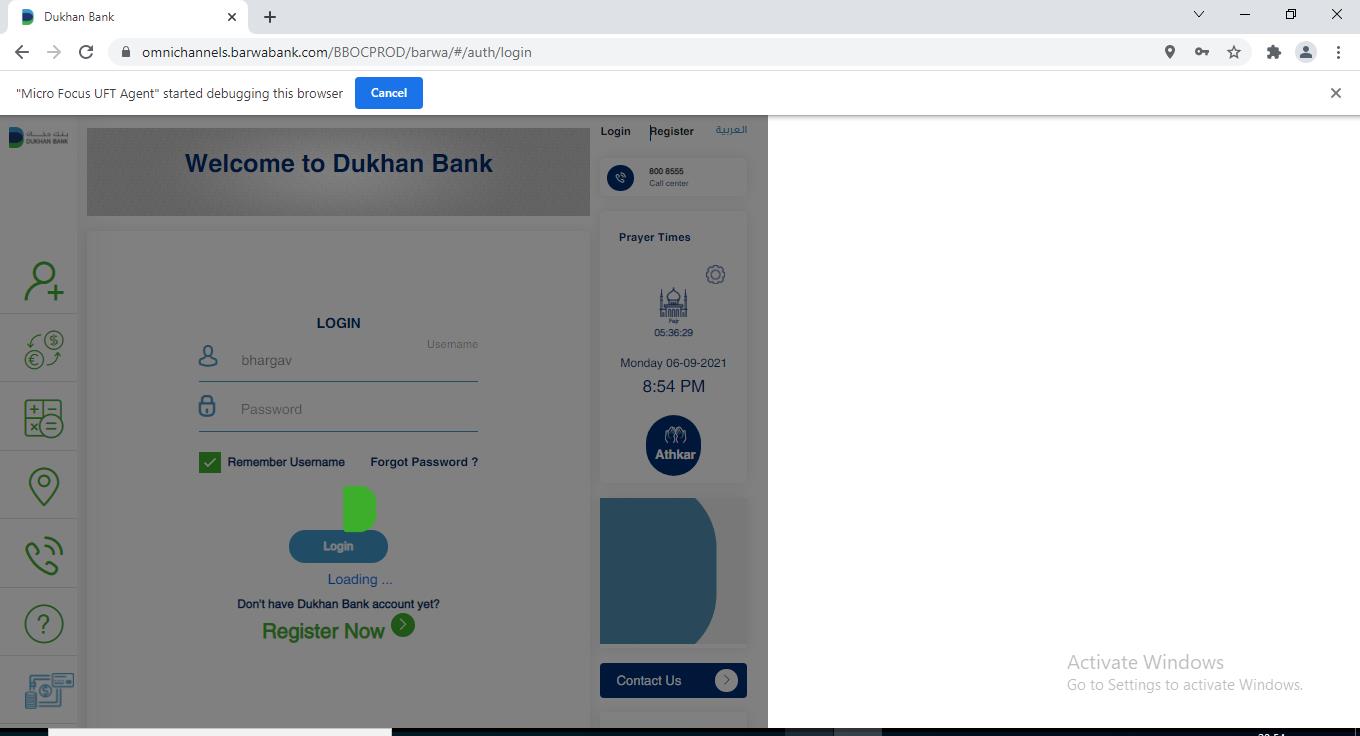 Dukhan Bank
omnichannels.barwabank.com/BBOCPROD/barwa/#/auth/login
"Micro Focus UFT Agent" started debugging this browser
Cancel
DUKHAN BANK
Welcome to Dukhan Bank
Login Register العربية
800 8555
Call center
Prayer Times
Fajr
05:36:29
Monday 06-09-2021
8:54 PM
Athkar
LOGIN
Username
bhargav
Password
Remember Username Forgot Password ?
Login
Loading ...
Don't have Dukhan Bank account yet?
Register Now
Contact Us
Activate Windows
Go to Settings to activate Windows.